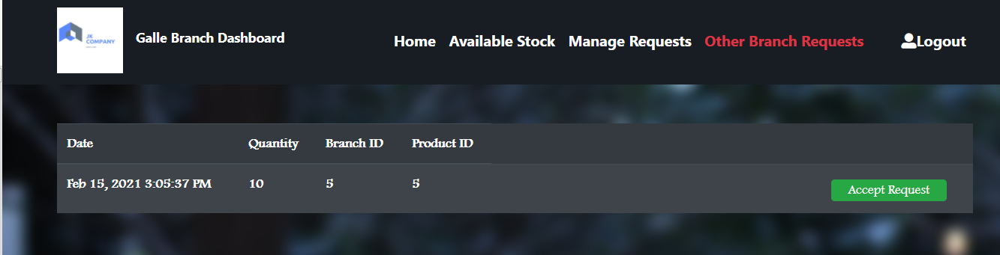 JK
COMPANY
Galle Branch Dashboard
Home Available Stock Manage Requests Other Branch Requests Logout
Date Quantity Branch ID Product ID
Feb 15, 2021 3:05:37 PM 10 5 5 Accept Request